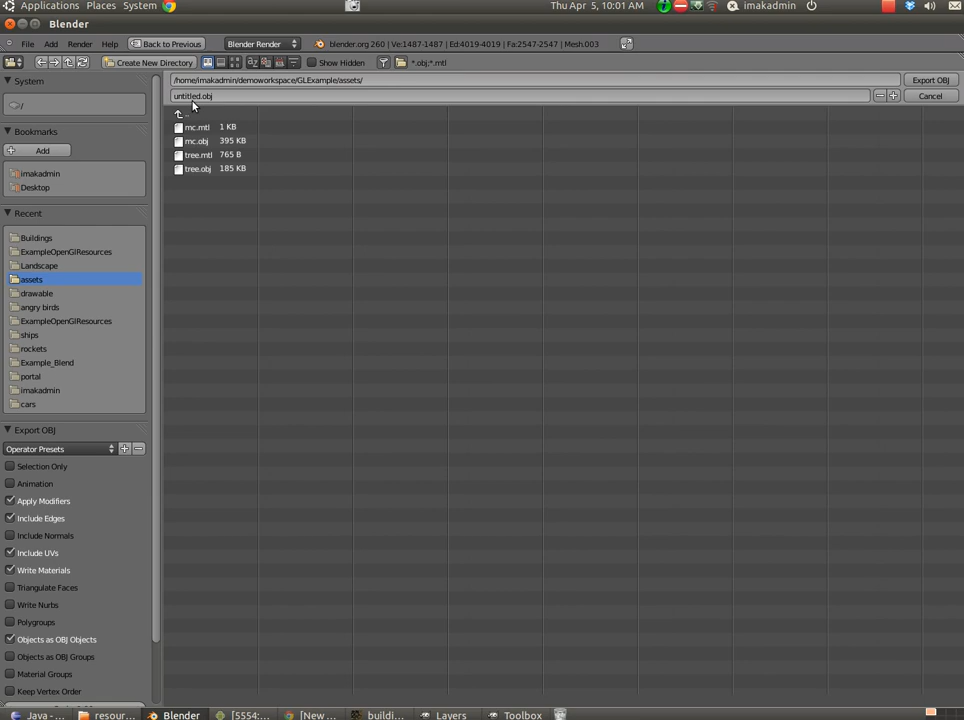 Applications Places System Thu Apr 5, 10:01 AM imakadmin
Blender
File Add Render Help Back to Previous Blender Render blender.org 260 | Ve:1487-1487 | Ed:4019-4019 | Fa:2547-2547 | Mesh.003
Create New Directory Show Hidden *.obj;*.mtl
System
/home/imakadmin/demoworkspace/GLExample/assets/ Export OBJ
untitled.obj Cancel
/
..
mc.mtl 1 KB
mc.obj 395 KB
tree.mtl 765 B
tree.obj 185 KB
Bookmarks
Add
imakadmin
Desktop
Recent
Buildings
ExampleOpenGlResources
Landscape
assets
drawable
angry birds
ExampleOpenGlResources
ships
rockets
Example_Blend
portal
imakadmin
cars
Export OBJ
Operator Presets
Selection Only
Animation
Apply Modifiers
Include Edges
Include Normals
Include UVs
Write Materials
Triangulate Faces
Write Nurbs
Polygroups
Objects as OBJ Objects
Objects as OBJ Groups
Material Groups
Keep Vertex Order
Java - ... resour... Blender [5554:... [New ... buildi... Layers Toolbox